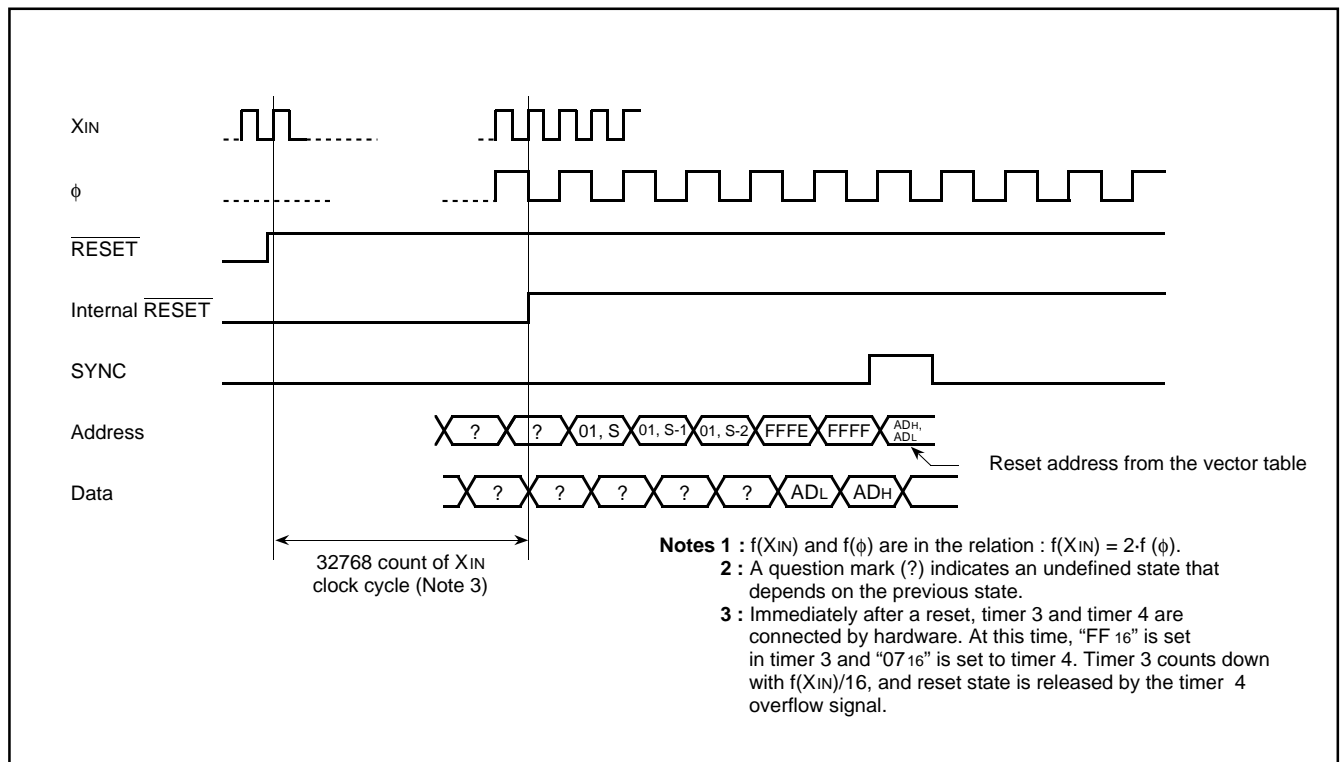 XIN
ϕ
RESET
Internal RESET
SYNC
Address ? ? 01, S 01, S-1 01, S-2 FFFE FFFF ADH, ADL
Reset address from the vector table
Data ? ? ? ? ? ADL ADH
32768 count of XIN
clock cycle (Note 3)
Notes 1 : f(XIN) and f(ϕ) are in the relation : f(XIN) = 2·f (ϕ).
2 : A question mark (?) indicates an undefined state that
depends on the previous state.
3 : Immediately after a reset, timer 3 and timer 4 are
connected by hardware. At this time, “FF 16” is set
in timer 3 and “0716” is set to timer 4. Timer 3 counts down
with f(XIN)/16, and reset state is released by the timer 4
overflow signal.